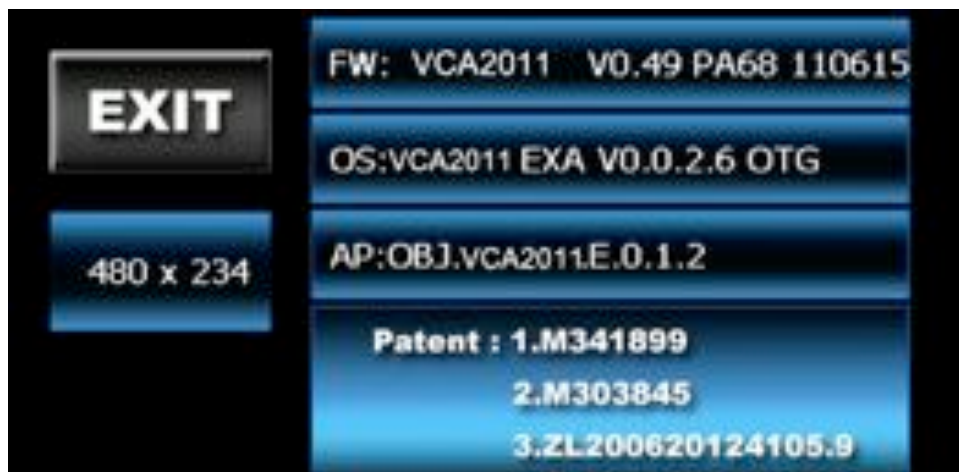 EXIT
480 x 234
FW: VCA2011 V0.49 PA68 110615
OS:VCA2011 EXA V0.0.2.6 OTG
AP:OBJ.VCA2011.E.0.1.2
Patent : 1.M341899
2.M303845
3.ZL200620124105.9